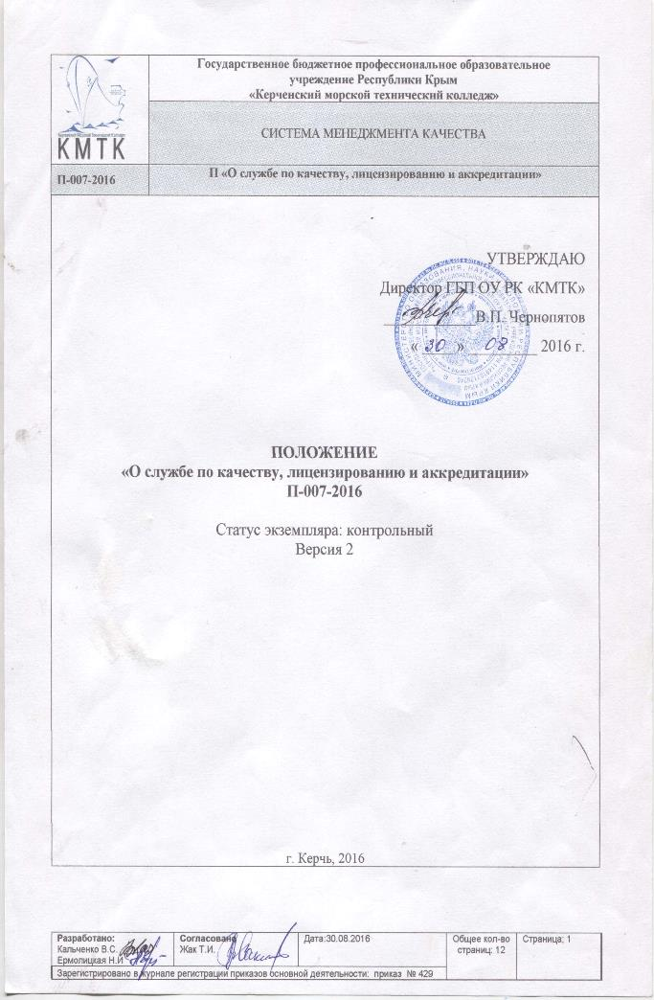 Государственное бюджетное профессиональное образовательное
учреждение Республики Крым
«Керченский морской технический колледж»
КМТК
СИСТЕМА МЕНЕДЖМЕНТА КАЧЕСТВА
П-007-2016
П «О службе по качеству, лицензированию и аккредитации»
УТВЕРЖДАЮ
Директор ГБП ОУ РК «КМТК»
В.П. Чернопятов
« 30 » 08 2016 г.
ПОЛОЖЕНИЕ
«О службе по качеству, лицензированию и аккредитации»
П-007-2016
Статус экземпляра: контрольный
Версия 2
г. Керчь, 2016
Разработано:
Кальченко В.С.
Ермолицкая Н.И
Согласовано
Жак Т.И.
Дата:30.08.2016
Общее кол-во
страниц: 12
Страница; 1
Зарегистрировано в журнале регистрации приказов основной деятельности: приказ № 429